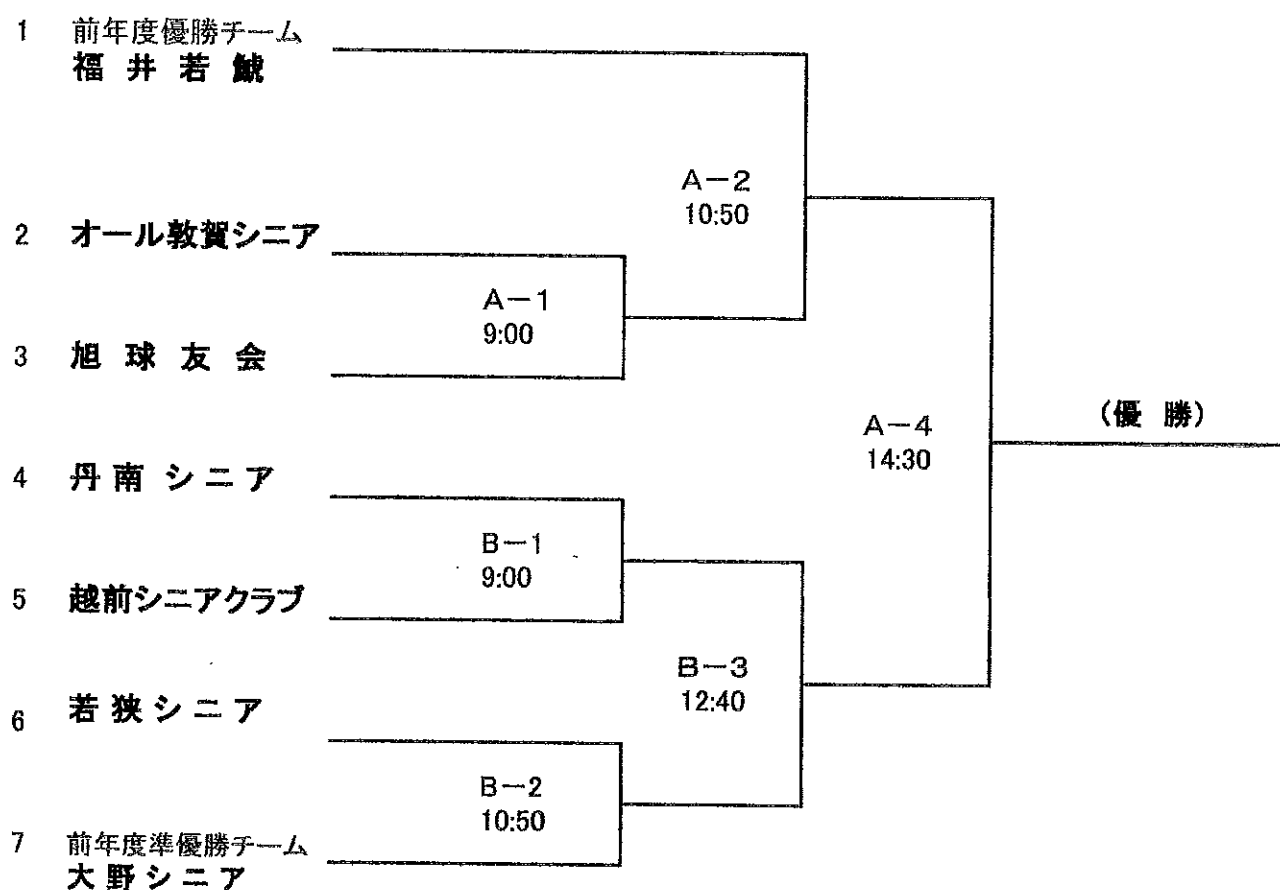 1 前年度優勝チーム
福井若鯱
A-2
10:50
2 オール敦賀シニア
A-1
9:00
3 旭球友会
A-4
14:30
(優勝)
4 丹南シニア
B-1
9:00
5 越前シニアクラブ
B-3
12:40
6 若狭シニア
B-2
10:50
7 前年度準優勝チーム
大野シニア